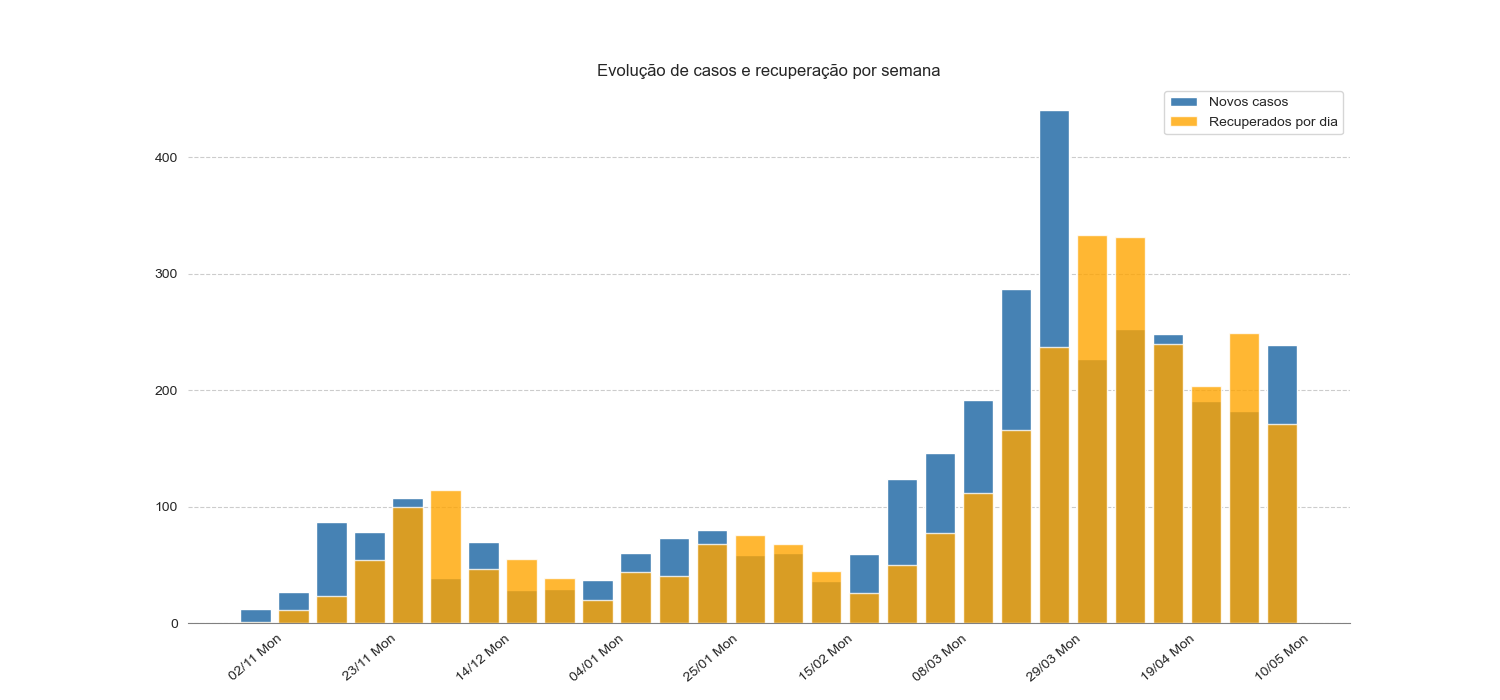 Evolução de casos e recuperação por semana
Novos casos
Recuperados por dia
400
300
200
100
0
02/11 Mon
23/11 Mon
14/12 Mon
04/01 Mon
25/01 Mon
15/02 Mon
08/03 Mon
29/03 Mon
19/04 Mon
10/05 Mon